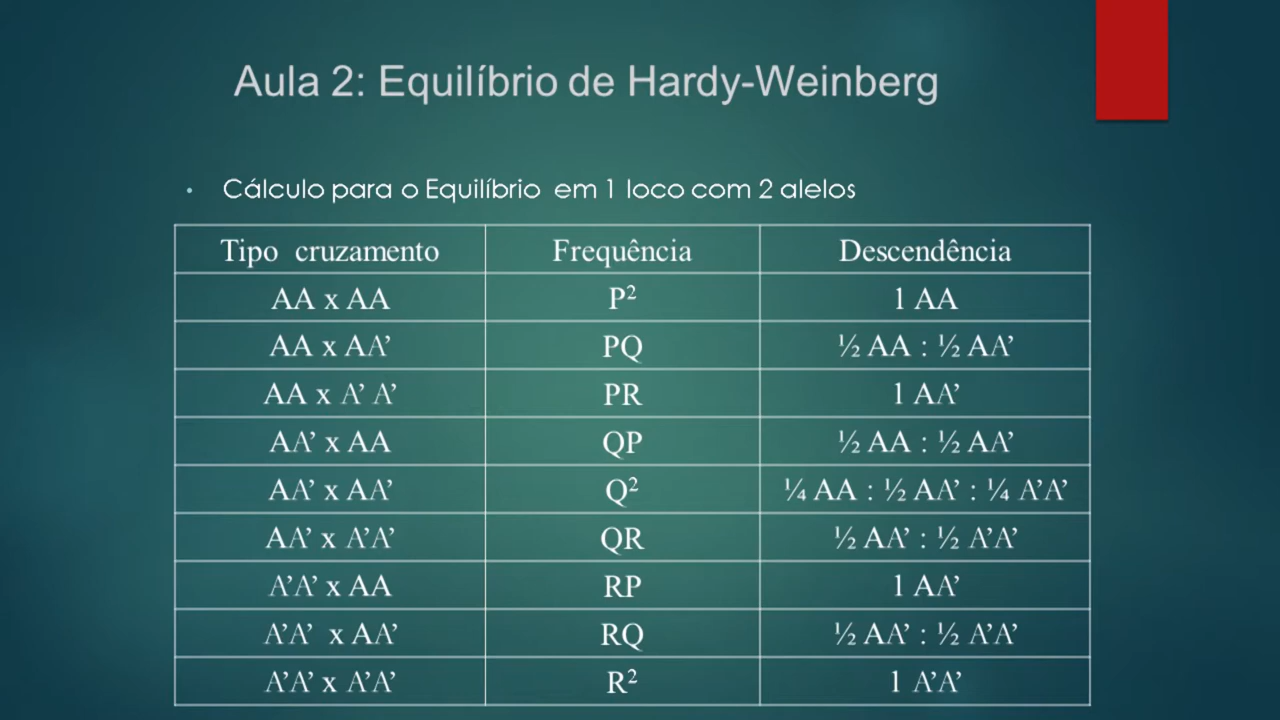 Aula 2: Equilíbrio de Hardy-Weinberg
• Cálculo para o Equilíbrio em 1 loco com 2 alelos
Tipo cruzamento Frequência Descendência
AA x AA P² 1 AA
AA x AA’ PQ ½ AA : ½ AA’
AA x A’ A’ PR 1 AA’
AA’ x AA QP ½ AA : ½ AA’
AA’ x AA’ Q² ¼ AA : ½ AA’ : ¼ A’A’
AA’ x A’A’ QR ½ AA’ : ½ A’A’
A’A’ x AA RP 1 AA’
A’A’ x AA’ RQ ½ AA’ : ½ A’A’
A’A’ x A’A’ R² 1 A’A’